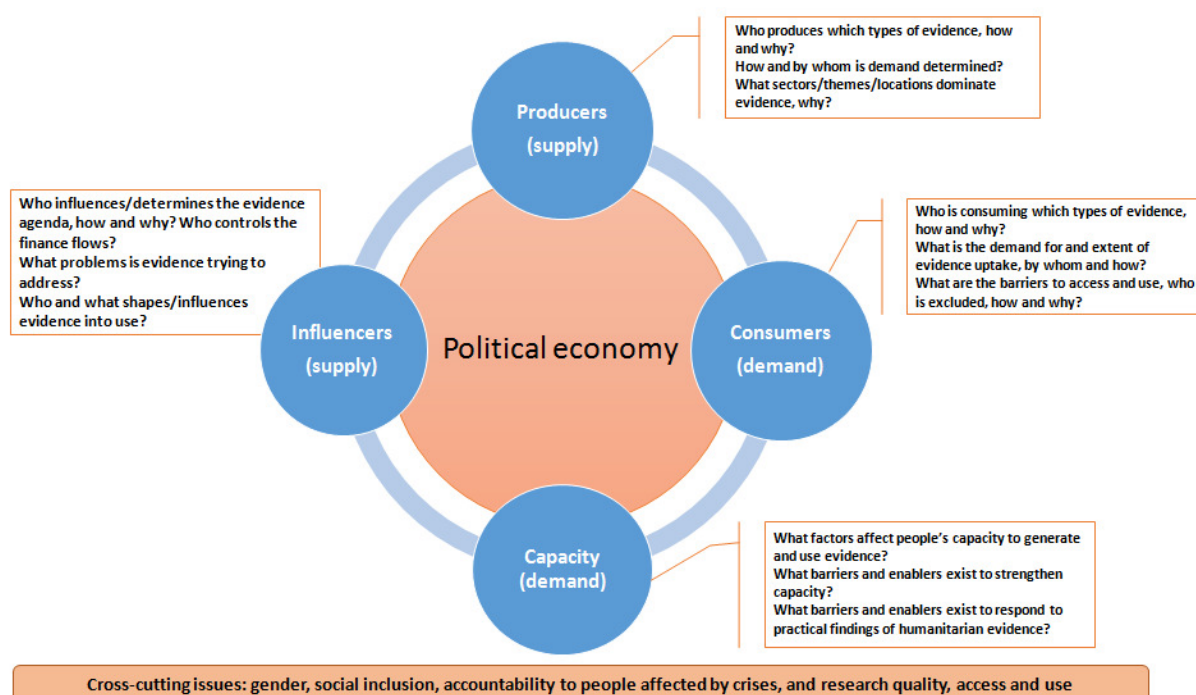 Who produces which types of evidence, how
and why?
How and by whom is demand determined?
What sectors/themes/locations dominate
evidence, why?
Producers
(supply)
Who influences/determines the evidence
agenda, how and why? Who controls the
finance flows?
What problems is evidence trying to
address?
Who and what shapes/influences
evidence into use?
Who is consuming which types of evidence,
how and why?
What is the demand for and extent of
evidence uptake, by whom and how?
What are the barriers to access and use, who
is excluded, how and why?
Influencers
(supply)
Political economy
Consumers
(demand)
Capacity
(demand)
What factors affect people's capacity to generate
and use evidence?
What barriers and enablers exist to strengthen
capacity?
What barriers and enablers exist to respond to
practical findings of humanitarian evidence?
Cross-cutting issues: gender, social inclusion, accountability to people affected by crises, and research quality, access and use